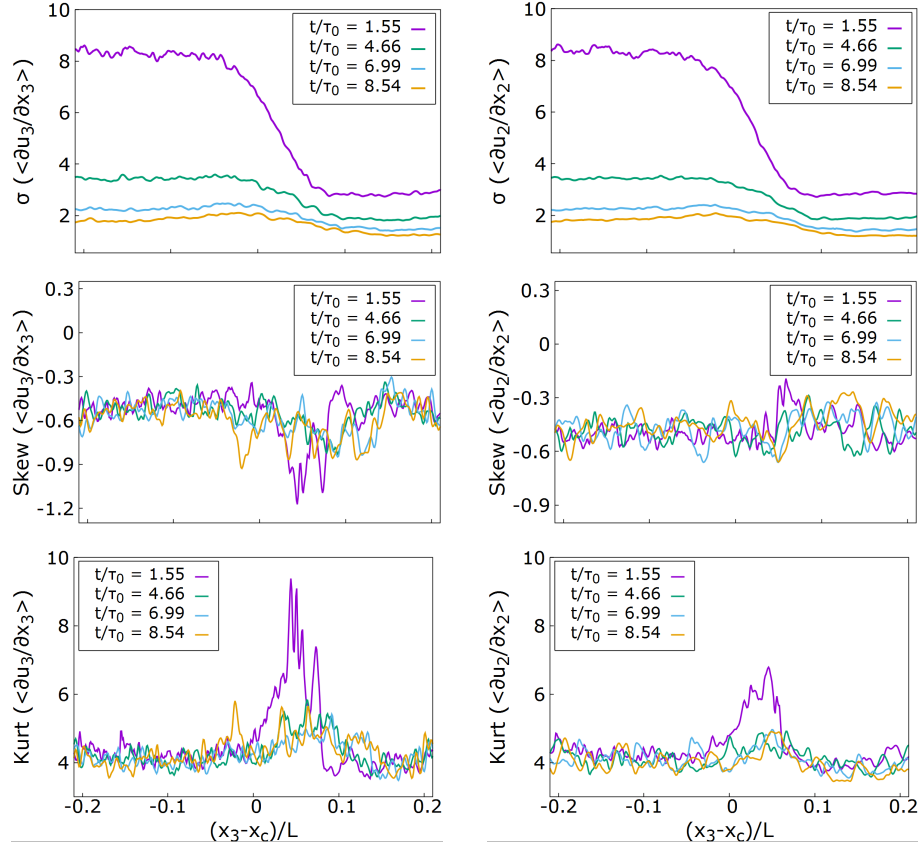 σ (<∂u₃/∂x₃>)
10
8
6
4
2
t/τ₀ = 1.55
t/τ₀ = 4.66
t/τ₀ = 6.99
t/τ₀ = 8.54
σ (<∂u₂/∂x₂>)
10
8
6
4
2
t/τ₀ = 1.55
t/τ₀ = 4.66
t/τ₀ = 6.99
t/τ₀ = 8.54
Skew (<∂u₃/∂x₃>)
0.3
0
-0.3
-0.6
-0.9
-1.2
t/τ₀ = 1.55
t/τ₀ = 4.66
t/τ₀ = 6.99
t/τ₀ = 8.54
Skew (<∂u₂/∂x₂>)
0.3
0
-0.3
-0.6
-0.9
t/τ₀ = 1.55
t/τ₀ = 4.66
t/τ₀ = 6.99
t/τ₀ = 8.54
Kurt (<∂u₃/∂x₃>)
10
8
6
4
t/τ₀ = 1.55
t/τ₀ = 4.66
t/τ₀ = 6.99
t/τ₀ = 8.54
-0.2 -0.1 0 0.1 0.2
(x₃-x_c)/L
Kurt (<∂u₂/∂x₂>)
10
8
6
4
t/τ₀ = 1.55
t/τ₀ = 4.66
t/τ₀ = 6.99
t/τ₀ = 8.54
-0.2 -0.1 0 0.1 0.2
(x₃-x_c)/L